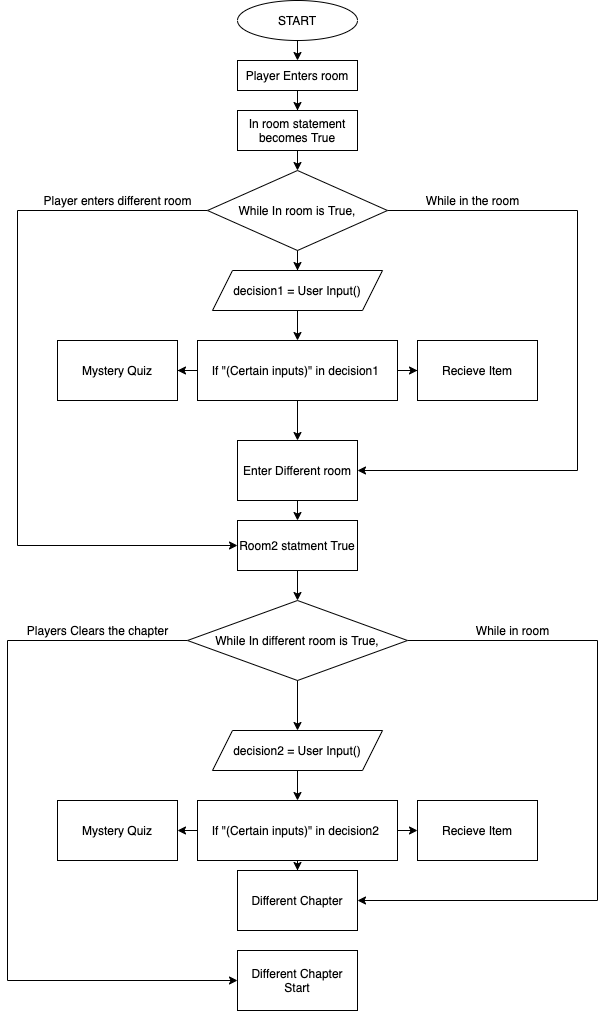 START
Player Enters room
In room statement
becomes True
Player enters different room
While In room is True,
While in the room
decision1 = User Input()
Mystery Quiz
If "(Certain inputs)" in decision1
Recieve Item
Enter Different room
Room2 statment True
Players Clears the chapter
While In different room is True,
While in room
decision2 = User Input()
Mystery Quiz
If "(Certain inputs)" in decision2
Recieve Item
Different Chapter
Different Chapter
Start